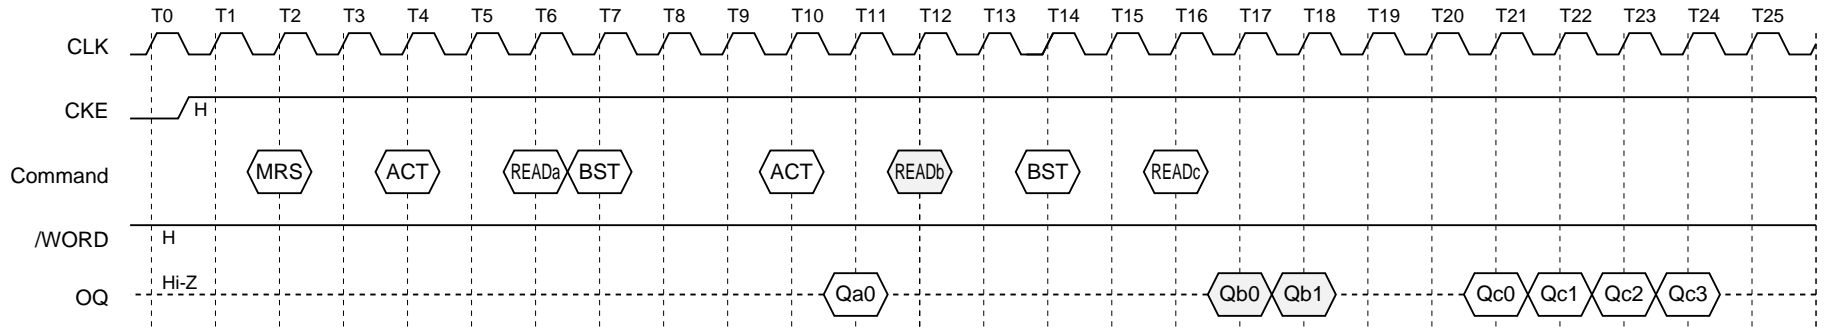 T0 T1 T2 T3 T4 T5 T6 T7 T8 T9 T10 T11 T12 T13 T14 T15 T16 T17 T18 T19 T20 T21 T22 T23 T24 T25
CLK
CKE H
Command MRS ACT READa BST ACT READb BST READc
/WORD H
OQ Hi-Z Qa0 Qb0 Qb1 Qc0 Qc1 Qc2 Qc3